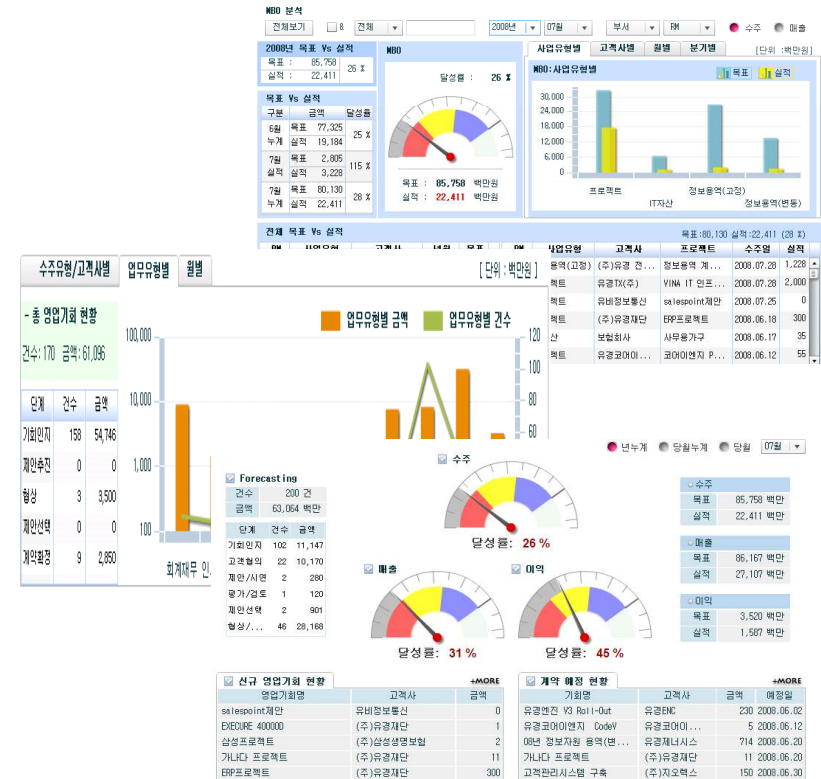 MBO 분석
전체보기 & 전체 2008년 07월 부서 RM 수주 매출
2008년 목표 Vs 실적
목표 : 85,758
실적 : 22,411
26 %
목표 Vs 실적
구분 금액 달성률
6월 누계 목표 77,325 실적 19,184 25 %
7월 실적 목표 2,805 실적 3,228 115 %
7월 누계 목표 80,130 실적 22,411 28 %
MBO
달성률 : 26 %
목표 : 85,758 백만원
실적 : 22,411 백만원
사업유형별 고객사별 월별 분기별 [단위 :백만원]
MBO:사업유형별 목표 실적
30,000
24,000
18,000
12,000
6,000
0
프로젝트 정보용역(고정)
IT자산 정보용역(변동)
전체 목표 Vs 실적 목표:80,130 실적:22,411 (28 %)
사업유형 고객사 프로젝트 수주일 실적
용역(고정) (주)유경 전... 정보용역 계... 2008.07.28 1,228
젝트 유경TX(주) VINA IT 인프... 2008.07.28 2,000
젝트 유비정보통신 salespoint제안 2008.07.25 0
젝트 (주)유경재단 ERP프로젝트 2008.06.18 300
산 보험회사 사무용가구 2008.06.17 35
젝트 유경코어이... 코어이엔지 P... 2008.06.12 55
수주유형/고객사별 업무유형별 월별 [단위 : 백만원]
- 총 영업기회 현황
건수: 170 금액: 61,096
단계 건수 금액
기회인지 158 54,746
제안추진 0 0
협상 3 3,500
제안선택 0 0
계약확정 9 2,850
업무유형별 금액 업무유형별 건수
100,000
10,000
1,000
100
120
100
80
60
회계재무 인
년누계 당월누계 당월 07월
Forecasting
건수 200 건
금액 63,064 백만
단계 건수 금액
기회인지 102 11,147
고객협의 22 10,170
제안/시연 2 280
평가/검토 1 120
제안선택 2 901
협상/... 46 28,168
수주
달성률: 26 %
매출
달성률: 31 %
이익
달성률: 45 %
수주
목표 85,758 백만
실적 22,411 백만
매출
목표 86,167 백만
실적 27,107 백만
이익
목표 3,520 백만
실적 1,587 백만
신규 영업기회 현황 +MORE
영업기회명 고객사 금액
salespoint제안 유비정보통신 0
EXECURE 40000D (주)유경재단 1
삼성프로젝트 (주)삼성생명보험 2
가나다 프로젝트 (주)유경재단 11
ERP프로젝트 (주)유경재단 300
계약 예정 현황 +MORE
기회명 고객사 금액 예정일
유경엔진 V3 Roll-Out 유경ENC 230 2008.06.02
유경코어이엔지 CodeV 유경코어이... 5 2008.06.12
08년 정보자원 용역(변... 유경제너시스 714 2008.06.20
가나다 프로젝트 (주)유경재단 11 2008.06.20
고객관리시스템 구축 (주)지오텍스 150 2008.06.30